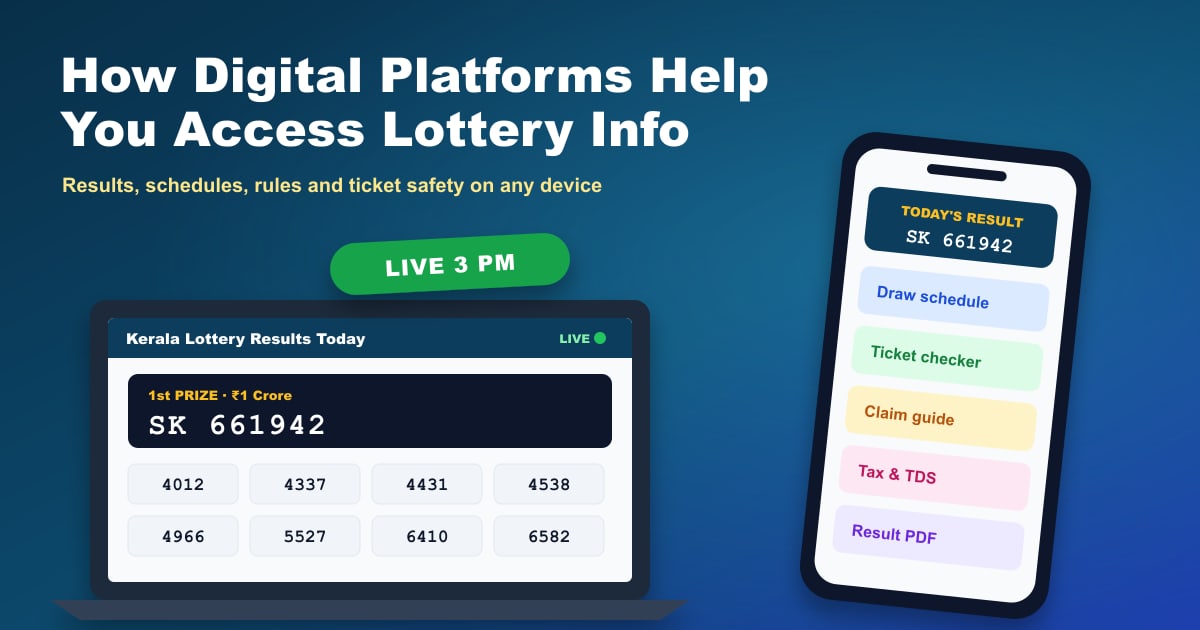 How Digital Platforms Help
You Access Lottery Info
Results, schedules, rules and ticket safety on any device
LIVE 3 PM
Kerala Lottery Results Today
LIVE
1st PRIZE · ₹1 Crore
SK 661942
4012
4337
4431
4538
4966
5527
6410
6582
TODAY'S RESULT
SK 661942
Draw schedule
Ticket checker
Claim guide
Tax & TDS
Result PDF